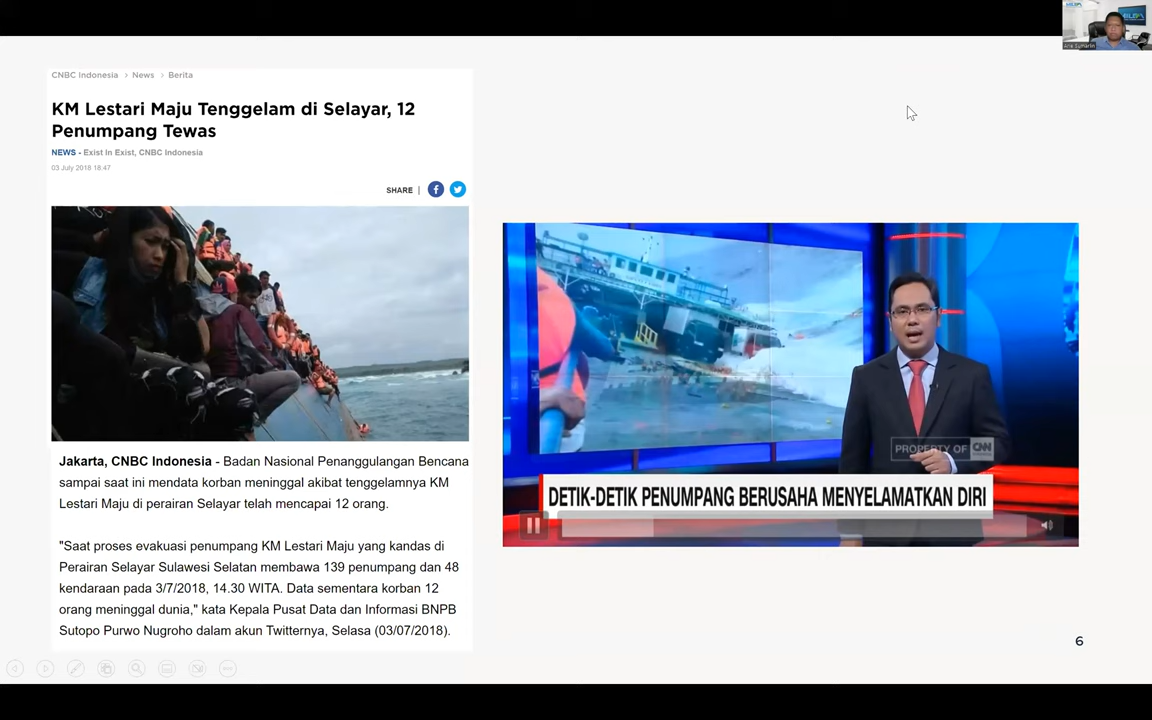 Arie Sumarlin
CNBC Indonesia > News > Berita
KM Lestari Maju Tenggelam di Selayar, 12
Penumpang Tewas
NEWS - Exist In Exist, CNBC Indonesia
03 July 2018 18:47
SHARE |
Jakarta, CNBC Indonesia - Badan Nasional Penanggulangan Bencana
sampai saat ini mendata korban meninggal akibat tenggelamnya KM
Lestari Maju di perairan Selayar telah mencapai 12 orang.
"Saat proses evakuasi penumpang KM Lestari Maju yang kandas di
Perairan Selayar Sulawesi Selatan membawa 139 penumpang dan 48
kendaraan pada 3/7/2018, 14.30 WITA. Data sementara korban 12
orang meninggal dunia," kata Kepala Pusat Data dan Informasi BNPB
Sutopo Purwo Nugroho dalam akun Twitternya, Selasa (03/07/2018).
PROPERTY OF CNN
DETIK-DETIK PENUMPANG BERUSAHA MENYELAMATKAN DIRI
6